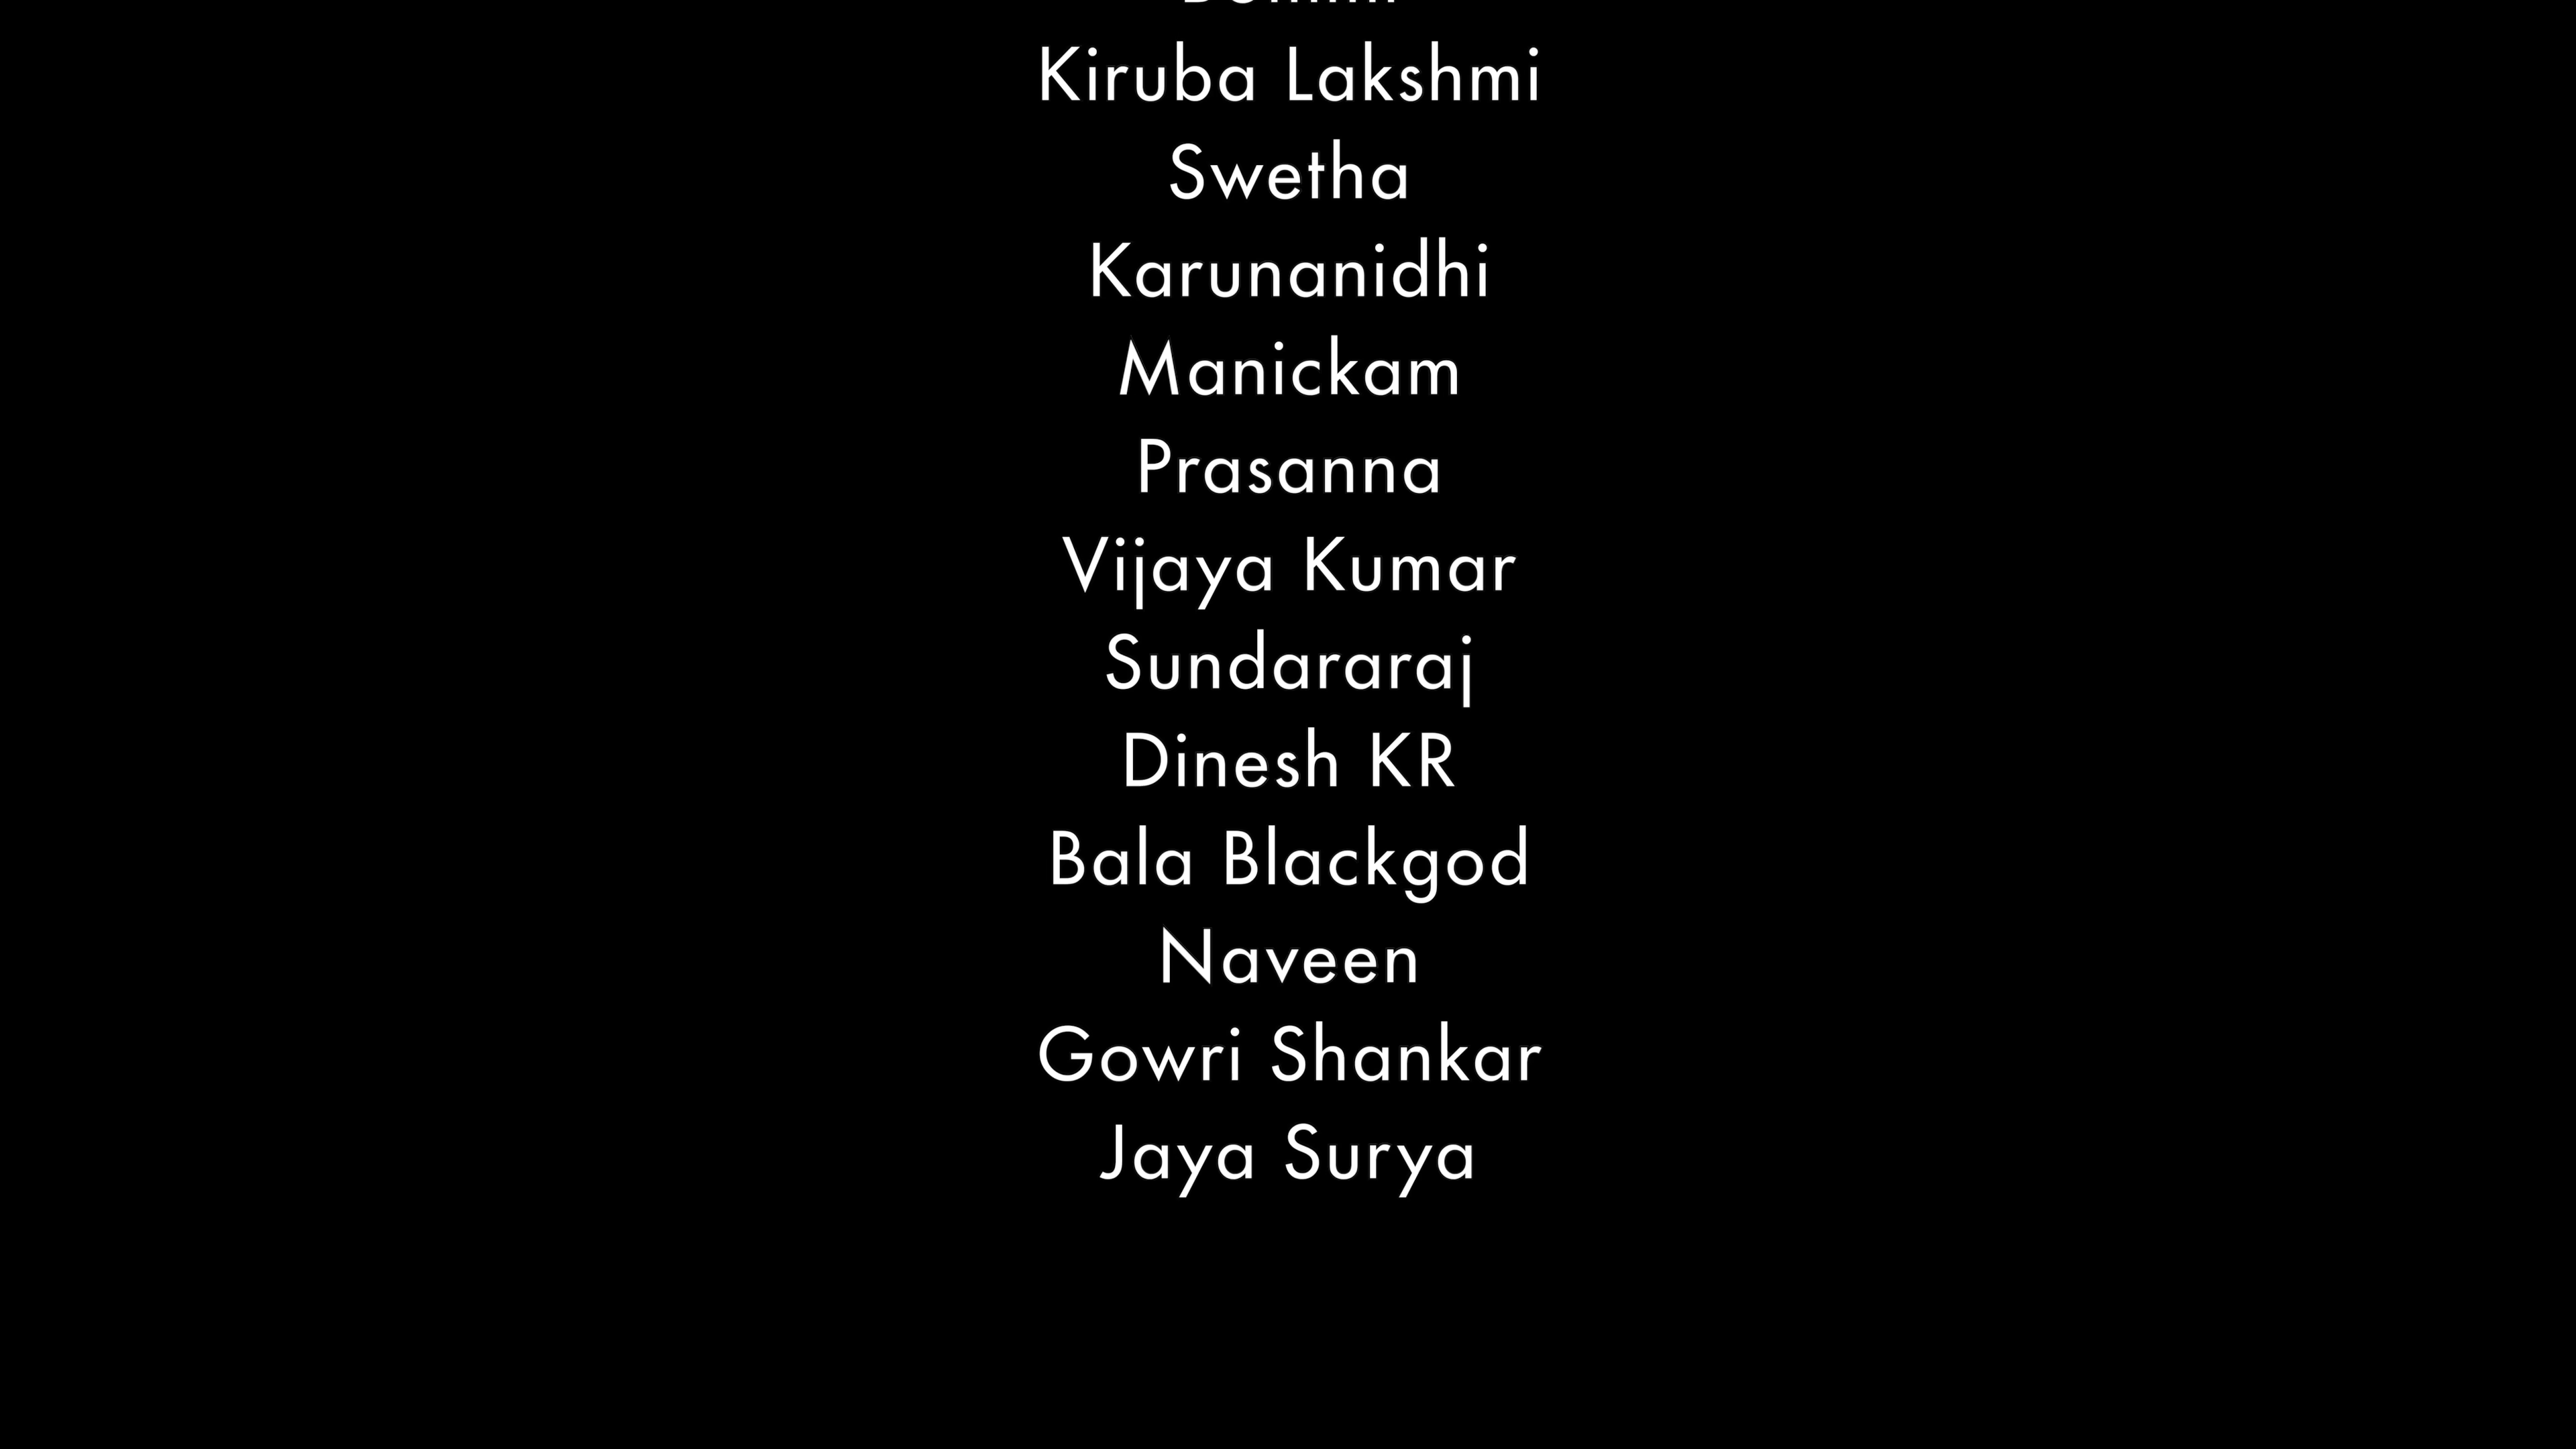 Kiruba Lakshmi
Swetha
Karunanidhi
Manickam
Prasanna
Vijaya Kumar
Sundararaj
Dinesh KR
Bala Blackgod
Naveen
Gowri Shankar
Jaya Surya